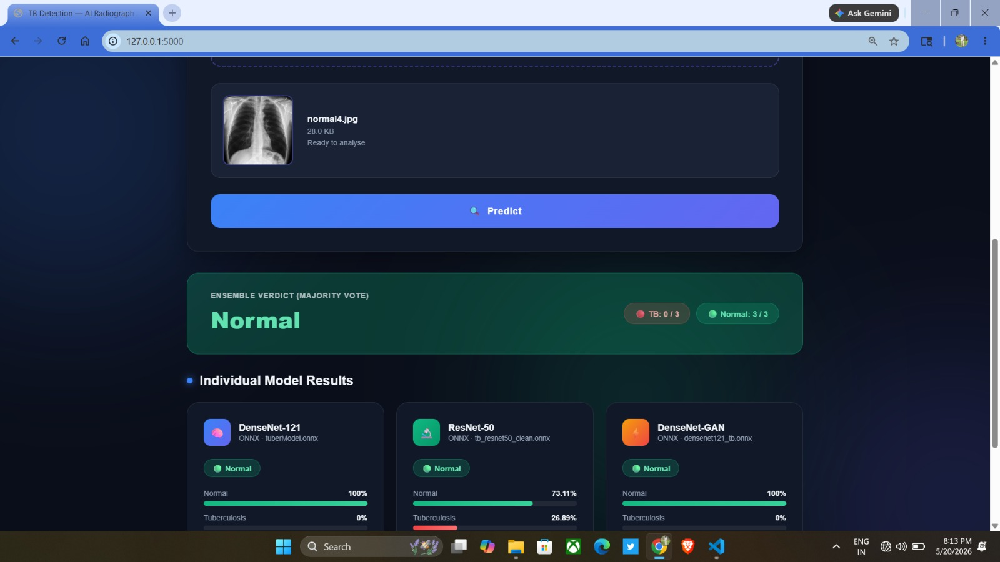 TB Detection — AI Radiograph
Ask Gemini
127.0.0.1:5000
normal4.jpg
28.0 KB
Ready to analyse
Predict
ENSEMBLE VERDICT (MAJORITY VOTE)
Normal
TB: 0 / 3
Normal: 3 / 3
Individual Model Results
DenseNet-121
ONNX · tuberModel.onnx
Normal
Normal 100%
Tuberculosis 0%
ResNet-50
ONNX · tb_resnet50_clean.onnx
Normal
Normal 73.11%
Tuberculosis 26.89%
DenseNet-GAN
ONNX · densenet121_tb.onnx
Normal
Normal 100%
Tuberculosis 0%
Search
ENG
IN
8:13 PM
5/20/2026